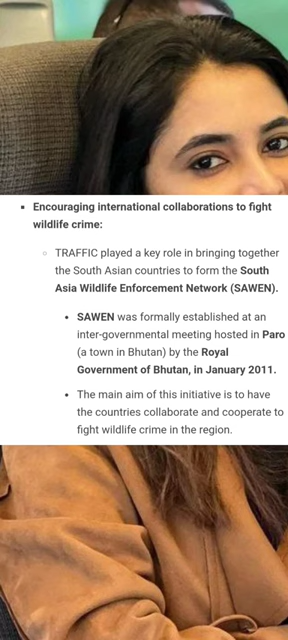 Encouraging international collaborations to fight
wildlife crime:
TRAFFIC played a key role in bringing together
the South Asian countries to form the South
Asia Wildlife Enforcement Network (SAWEN).
SAWEN was formally established at an
inter-governmental meeting hosted in Paro
(a town in Bhutan) by the Royal
Government of Bhutan, in January 2011.
The main aim of this initiative is to have
the countries collaborate and cooperate to
fight wildlife crime in the region.